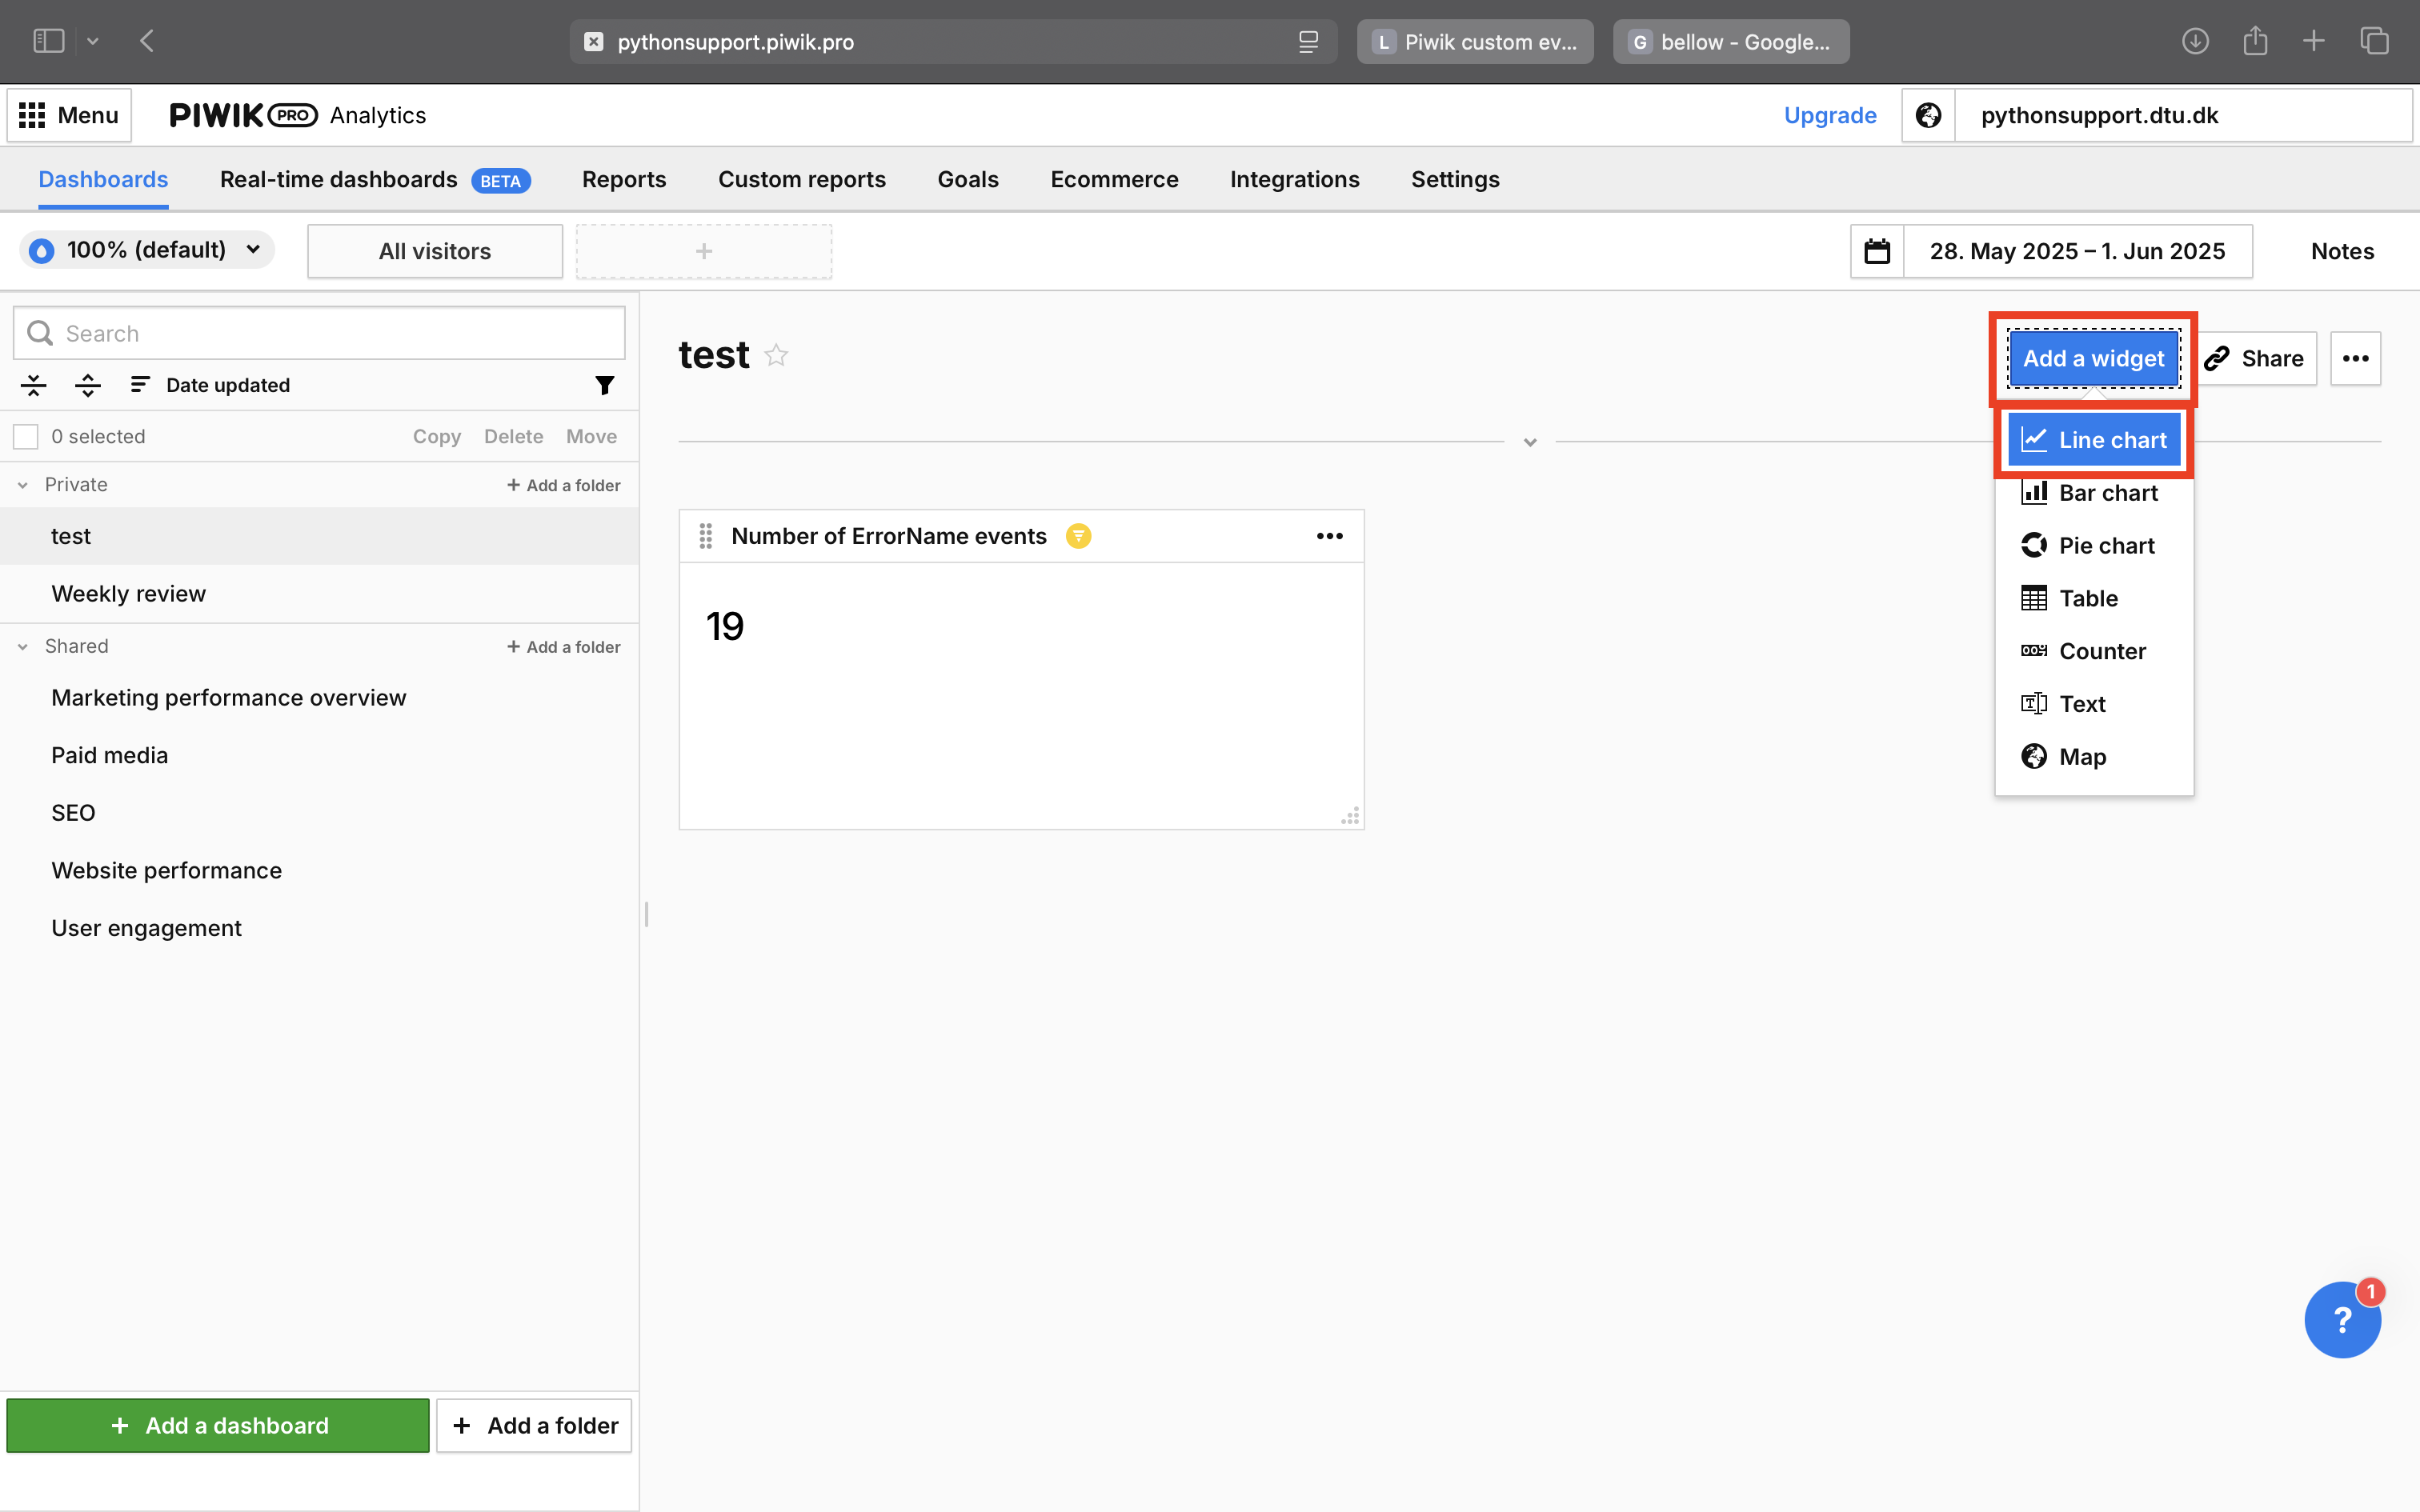 pythonsupport.piwik.pro
L Piwik custom ev...
G bellow - Google...
Menu
PIWIK PRO Analytics
Upgrade
pythonsupport.dtu.dk
Dashboards
Real-time dashboards BETA
Reports
Custom reports
Goals
Ecommerce
Integrations
Settings
100% (default)
All visitors
+
28. May 2025 – 1. Jun 2025
Notes
Search
Date updated
0 selected
Copy
Delete
Move
Private
+ Add a folder
test
Weekly review
Shared
+ Add a folder
Marketing performance overview
Paid media
SEO
Website performance
User engagement
+ Add a dashboard
+ Add a folder
test
Add a widget
Share
Line chart
Bar chart
Pie chart
Table
Counter
Text
Map
Number of ErrorName events
19
?
1